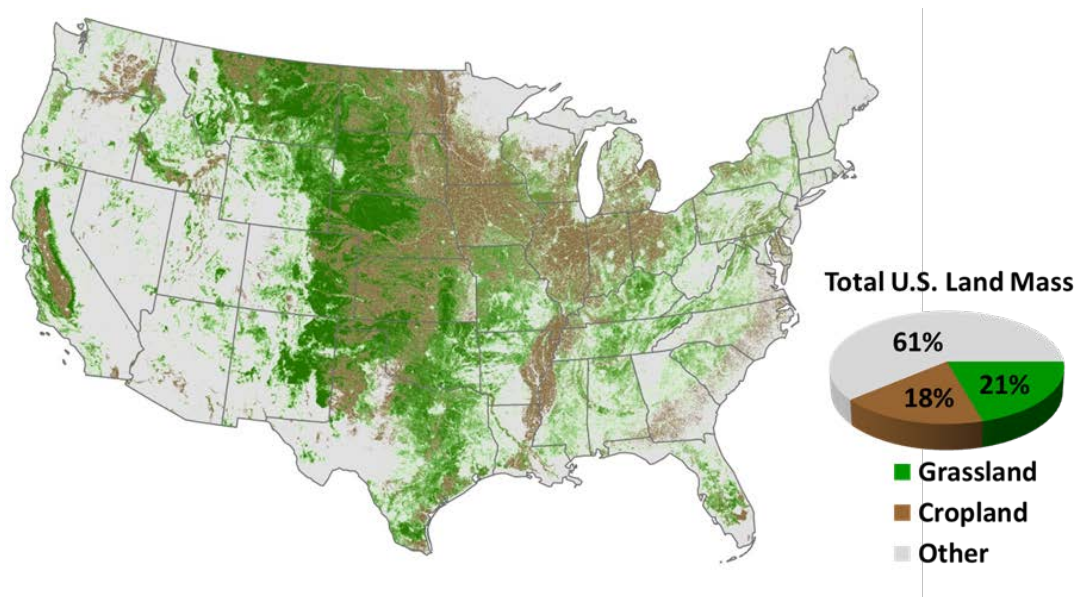 Total U.S. Land Mass
61%
18%
21%
Grassland
Cropland
Other